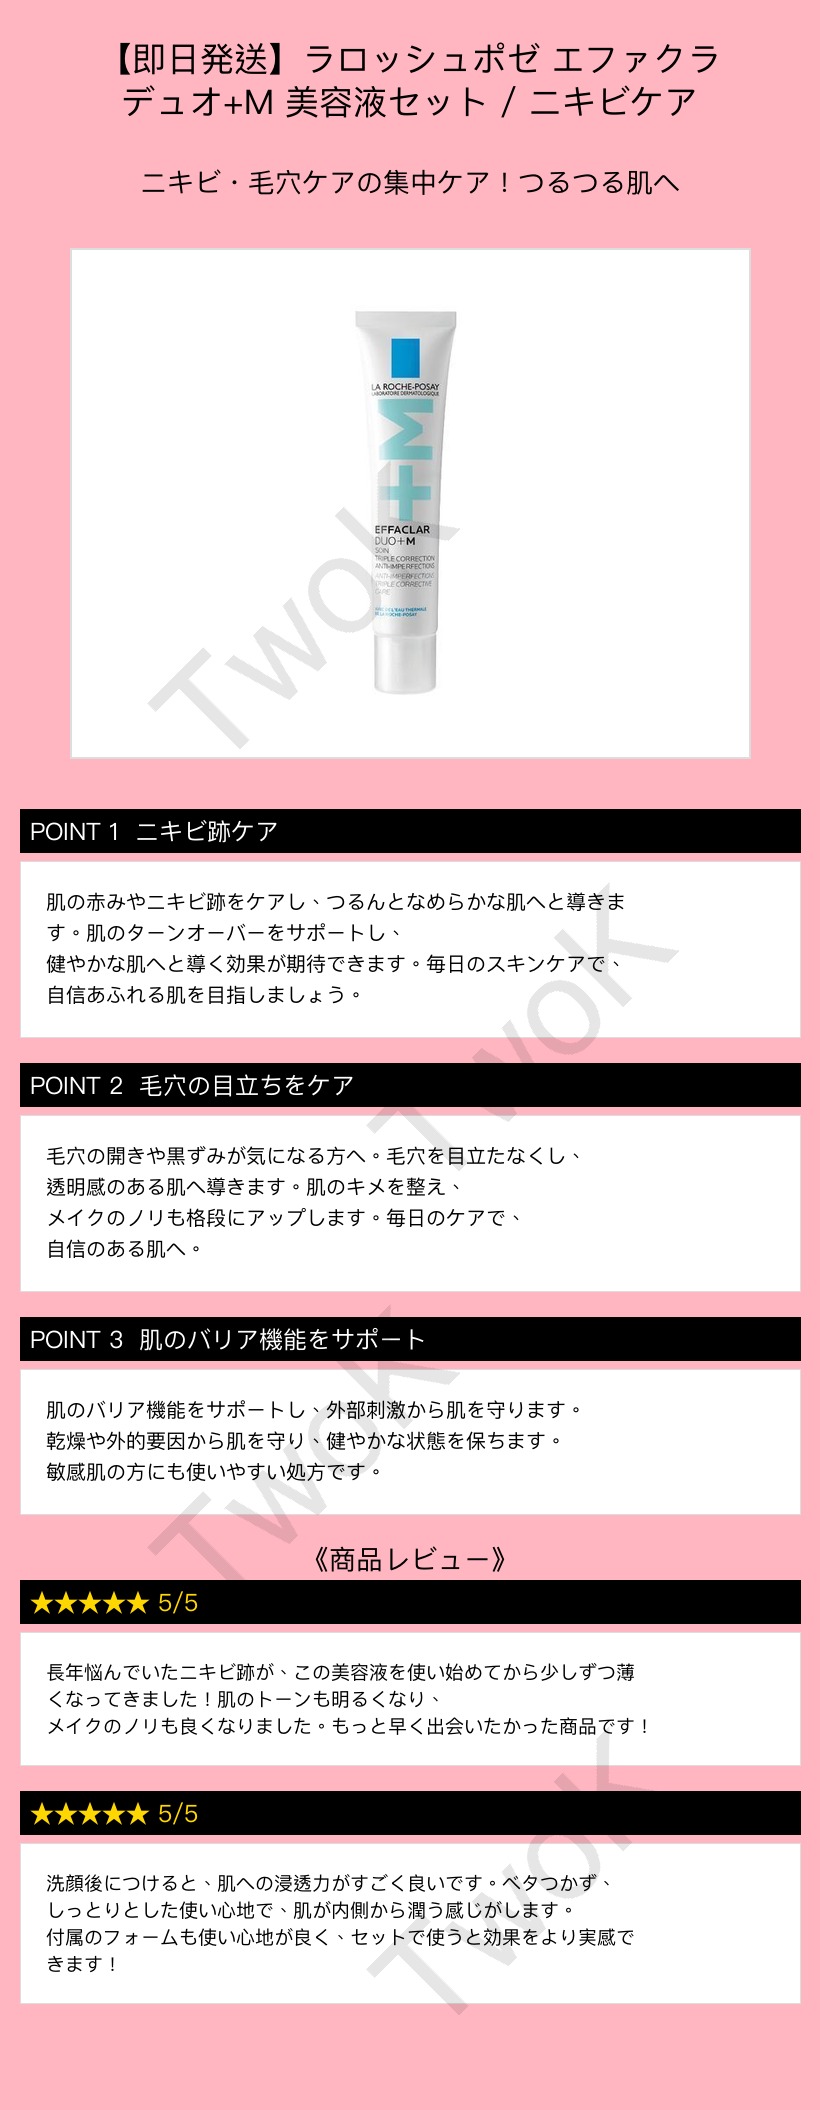 【即日発送】ラロッシュポゼ エファクラ
デュオ+M 美容液セット / ニキビケア
ニキビ・毛穴ケアの集中ケア！つるつる肌へ
LA ROCHE-POSAY
LABORATOIRE DERMATOLOGIQUE
+M
EFFACLAR
DUO+M
SOIN
TRIPLE CORRECTION
ANTI-IMPERFECTIONS
ANTI-IMPERFECTIONS
TRIPLE CORRECTIVE
CARE
AVEC DE L'EAU THERMALE
DE LA ROCHE-POSAY
Twok
POINT 1 ニキビ跡ケア
肌の赤みやニキビ跡をケアし、つるんとなめらかな肌へと導きま
す。肌のターンオーバーをサポートし、
健やかな肌へと導く効果が期待できます。毎日のスキンケアで、
自信あふれる肌を目指しましょう。
Twok
POINT 2 毛穴の目立ちをケア
毛穴の開きや黒ずみが気になる方へ。毛穴を目立たなくし、
透明感のある肌へ導きます。肌のキメを整え、
メイクのノリも格段にアップします。毎日のケアで、
自信のある肌へ。
POINT 3 肌のバリア機能をサポート
肌のバリア機能をサポートし、外部刺激から肌を守ります。
乾燥や外的要因から肌を守り、健やかな状態を保ちます。
敏感肌の方にも使いやすい処方です。
Twok
《商品レビュー》
★★★★★ 5/5
長年悩んでいたニキビ跡が、この美容液を使い始めてから少しずつ薄
くなってきました！肌のトーンも明るくなり、
メイクのノリも良くなりました。もっと早く出会いたかった商品です！
★★★★★ 5/5
洗顔後につけると、肌への浸透力がすごく良いです。ベタつかず、
しっとりとした使い心地で、肌が内側から潤う感じがします。
付属のフォームも使い心地が良く、セットで使うと効果をより実感で
きます！
Twok